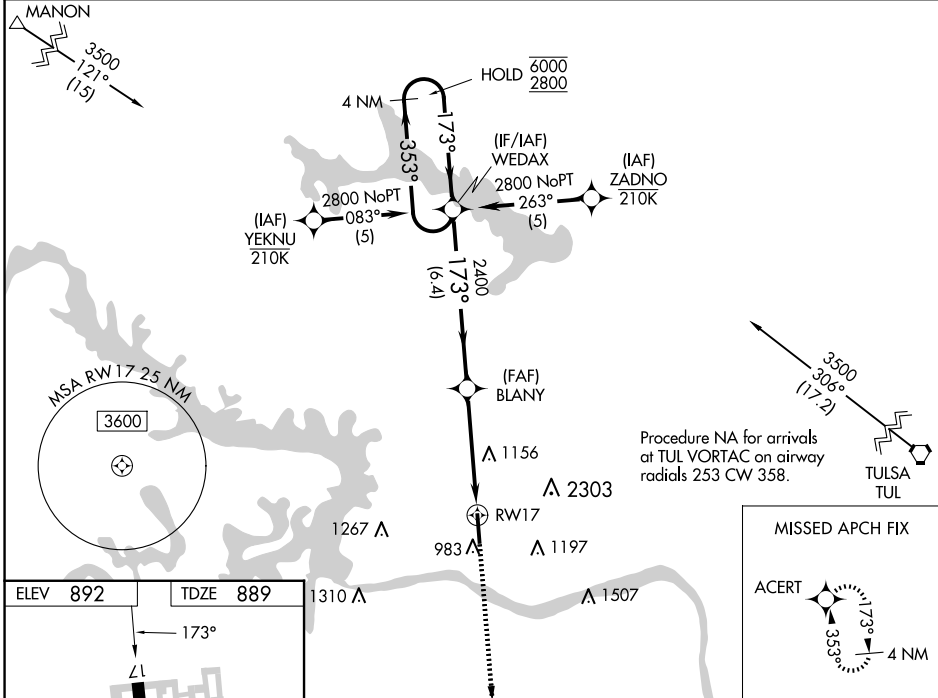 MANON
3500
121°
(15)
HOLD 6000
2800
4 NM
173°
353°
(IF/IAF)
WEDAX
(IAF)
ZADNO
210K
2800 NoPT
263°
(5)
2800 NoPT
083°
(5)
(IAF)
YEKNU
210K
2400
173°
(6.4)
(FAF)
BLANY
MSA RW17 25 NM
3600
3500
306°
(17.2)
TULSA
TUL
Procedure NA for arrivals
at TUL VORTAC on airway
radials 253 CW 358.
1156
2303
RW17
1267
983
1197
1310
1507
MISSED APCH FIX
ACERT
173°
353°
4 NM
ELEV 892
TDZE 889
173°
17